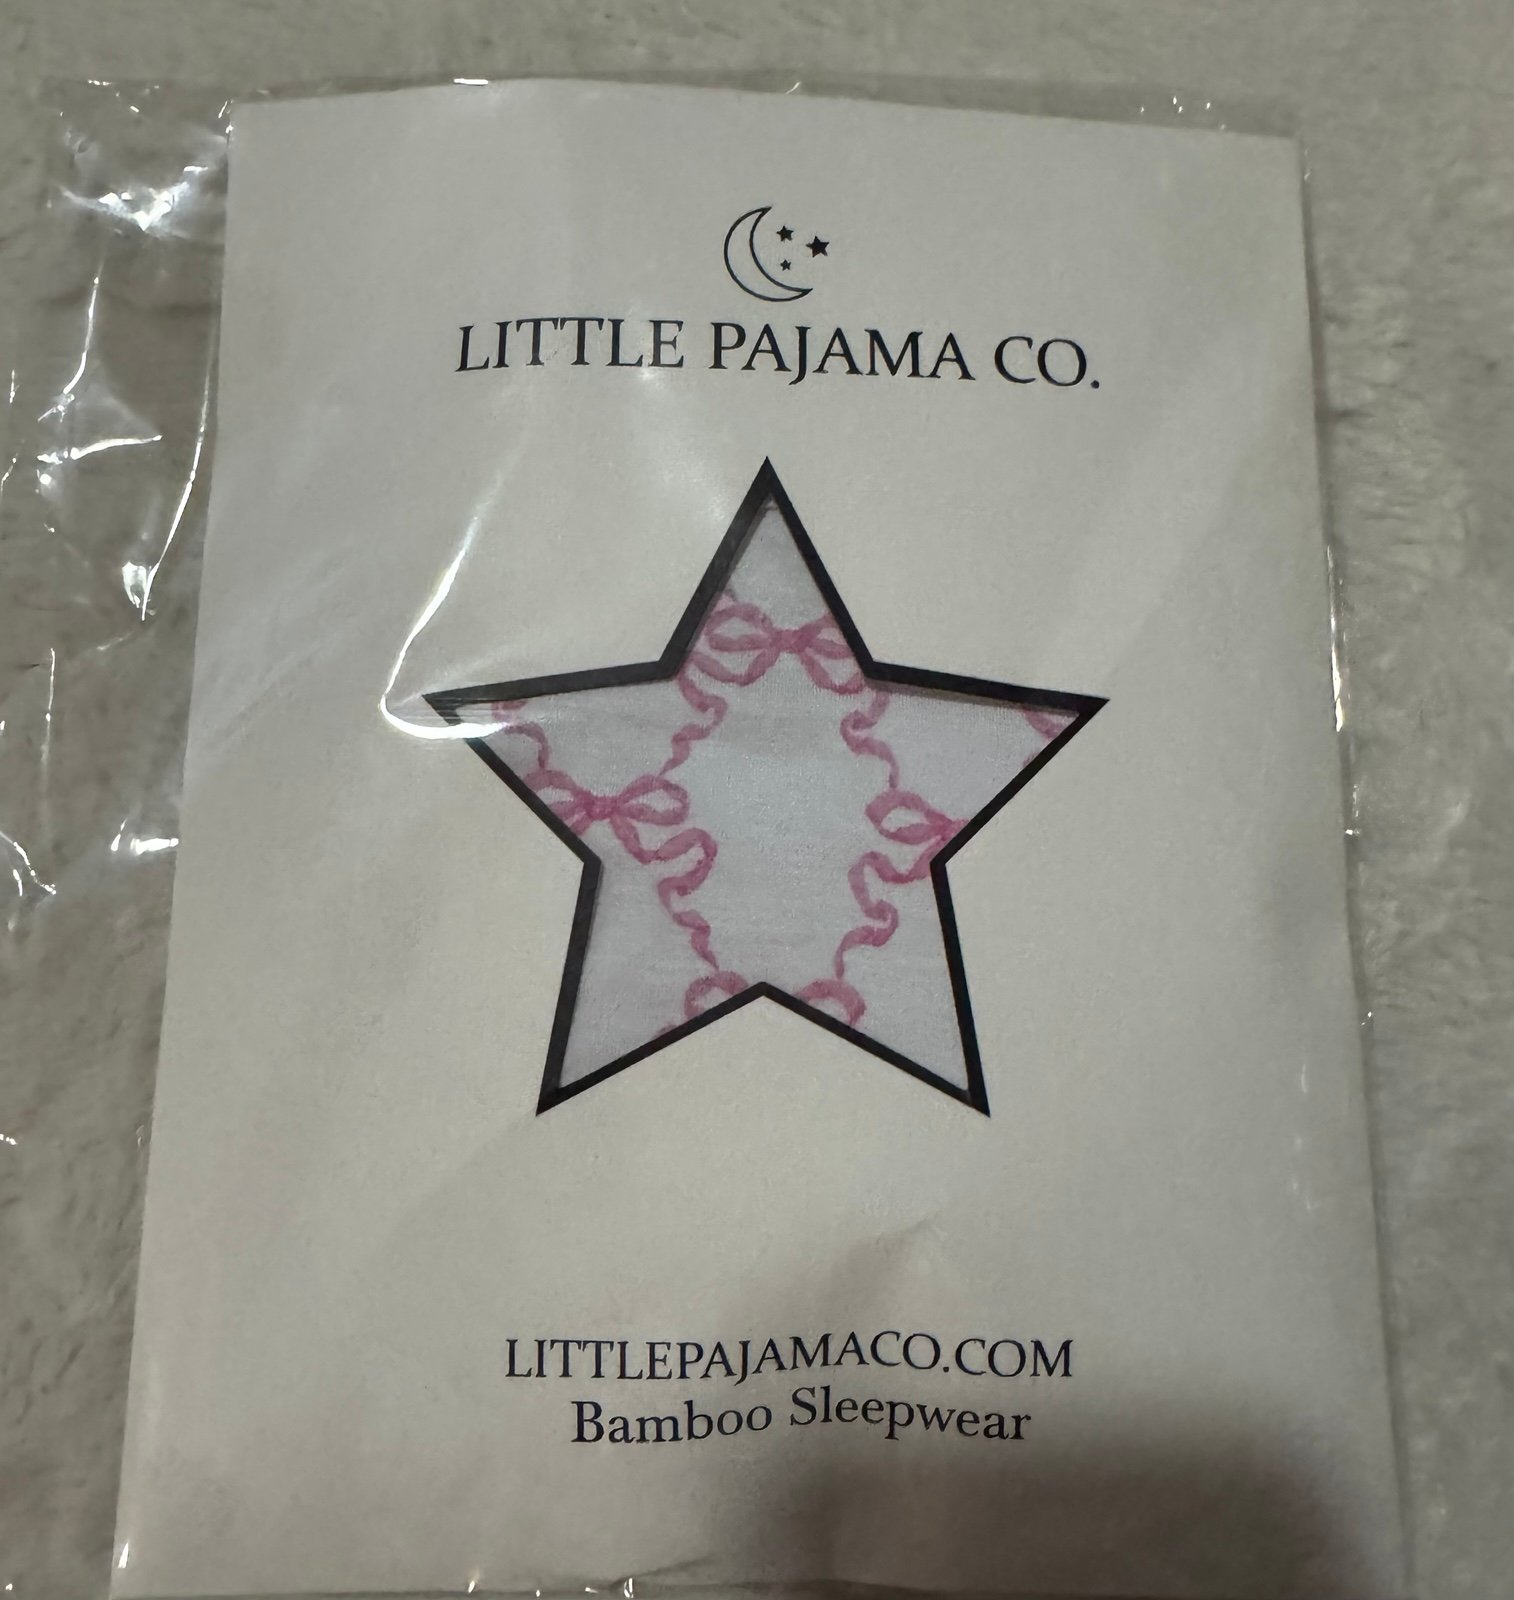 LITTLE PAJAMA CO.
LITTLEPAJAMACO.COM
Bamboo Sleepwear